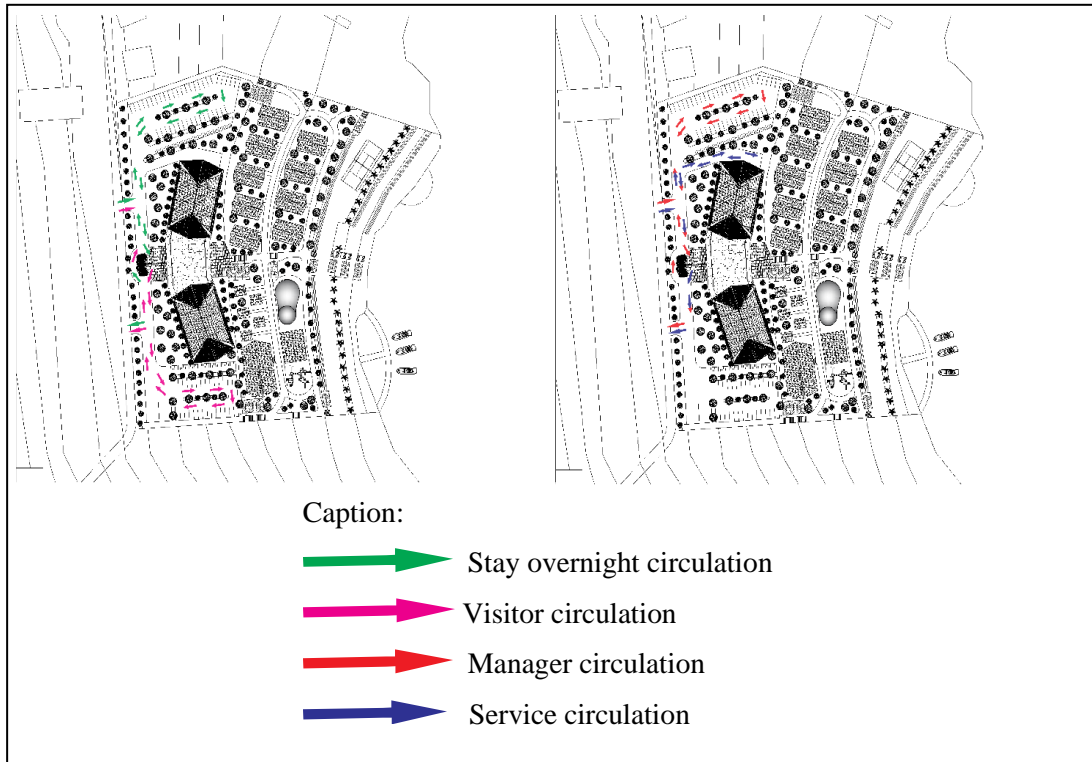 Caption:
Stay overnight circulation
Visitor circulation
Manager circulation
Service circulation